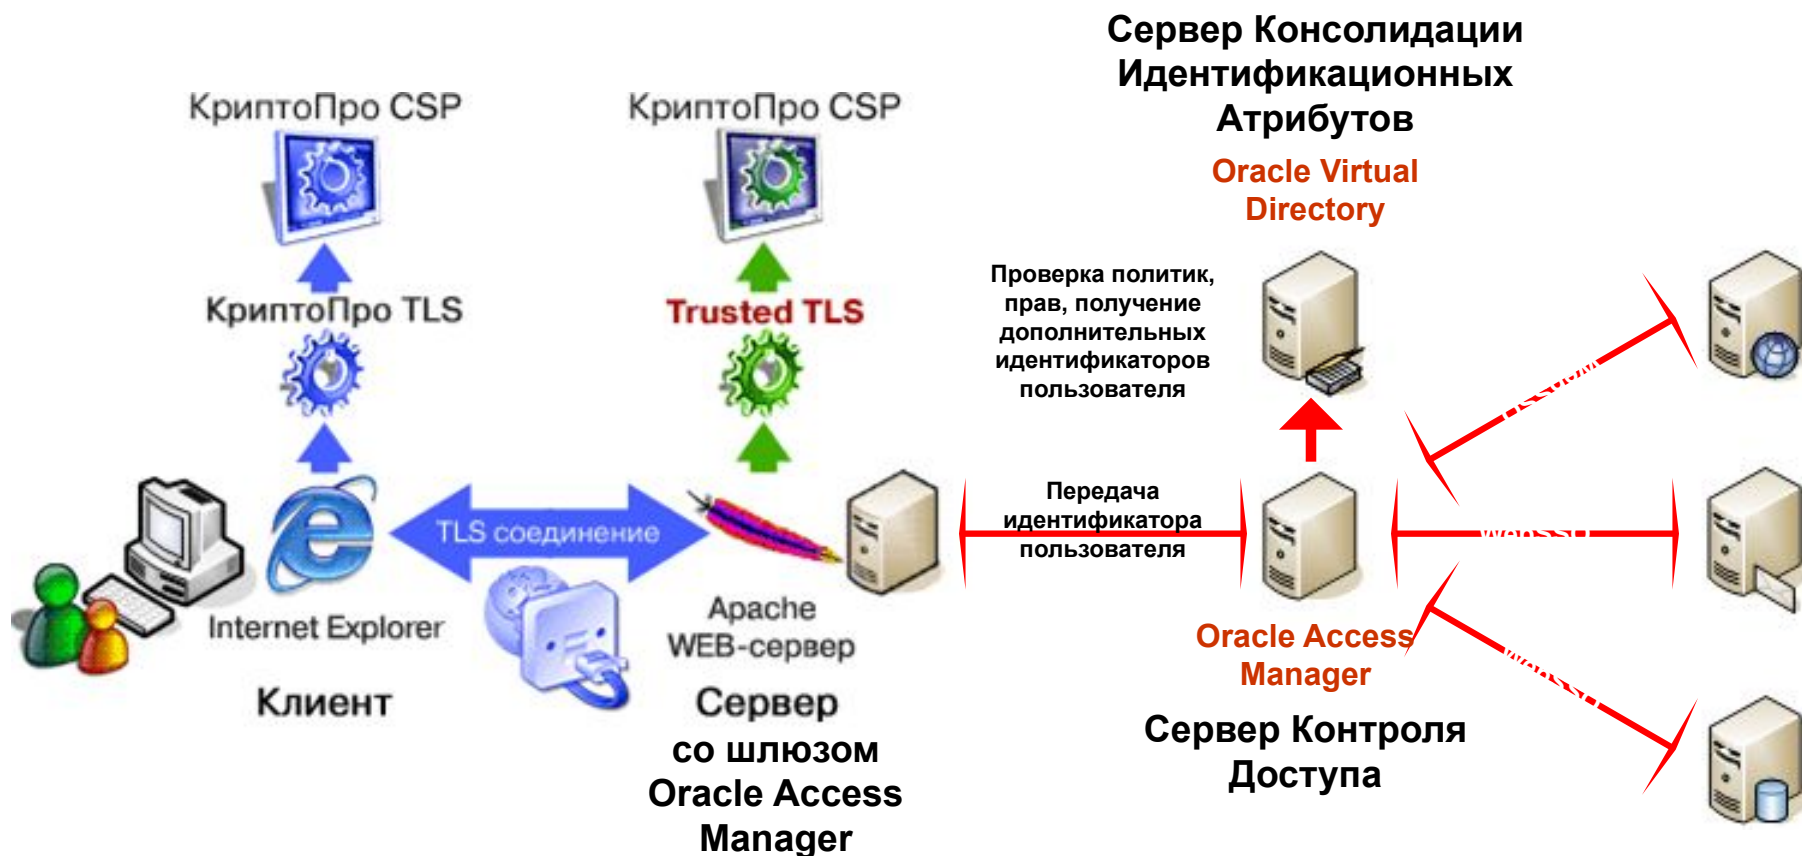 Сервер Консолидации
Идентификационных
Атрибутов
КриптоПро CSP
КриптоПро CSP
Oracle Virtual
Directory
Проверка политик,
прав, получение
дополнительных
идентификаторов
пользователя
КриптоПро TLS
Trusted TLS
Передача
идентификатора
пользователя
TLS соединение
WebSSO
Internet Explorer
Apache
WEB-сервер
Oracle Access
Manager
WebSSO
Клиент
Сервер
со шлюзом
Oracle Access
Manager
Сервер Контроля
Доступа